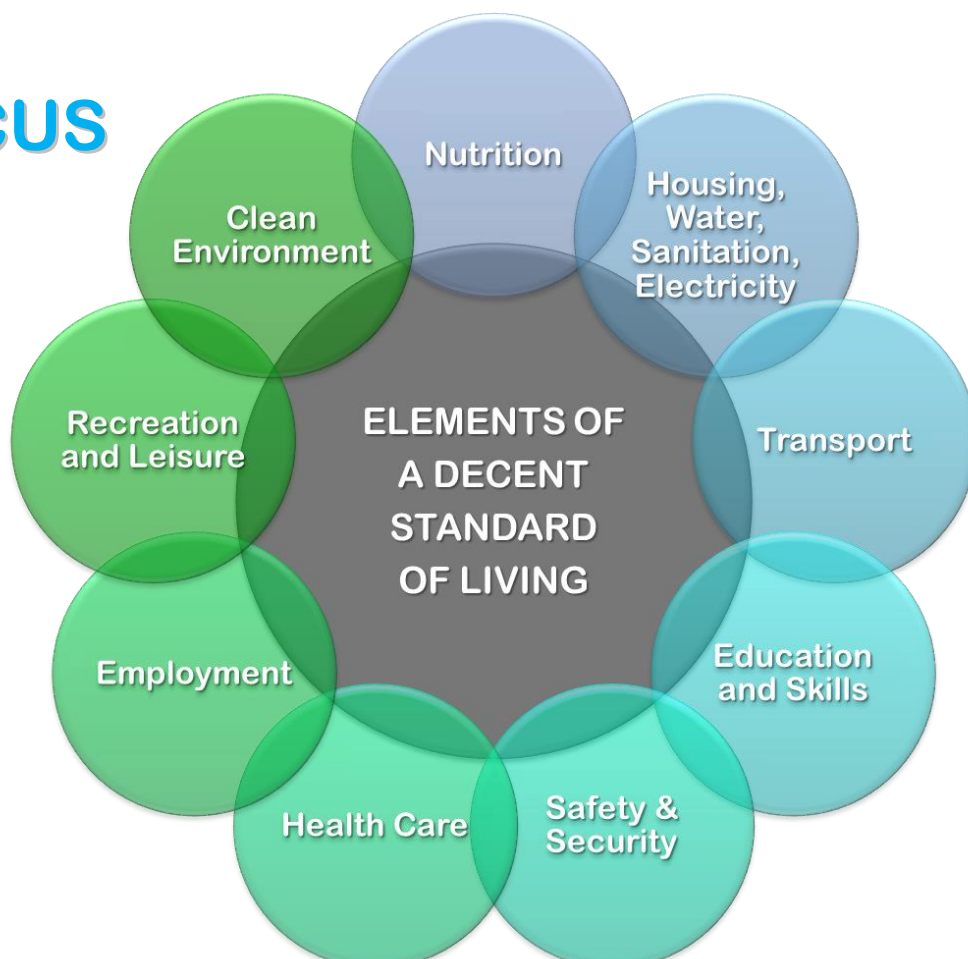 CUS
Nutrition
Housing,
Water,
Sanitation,
Electricity
Transport
Education
and Skills
Safety &
Security
Health Care
Employment
Recreation
and Leisure
Clean
Environment
ELEMENTS OF
A DECENT
STANDARD
OF LIVING